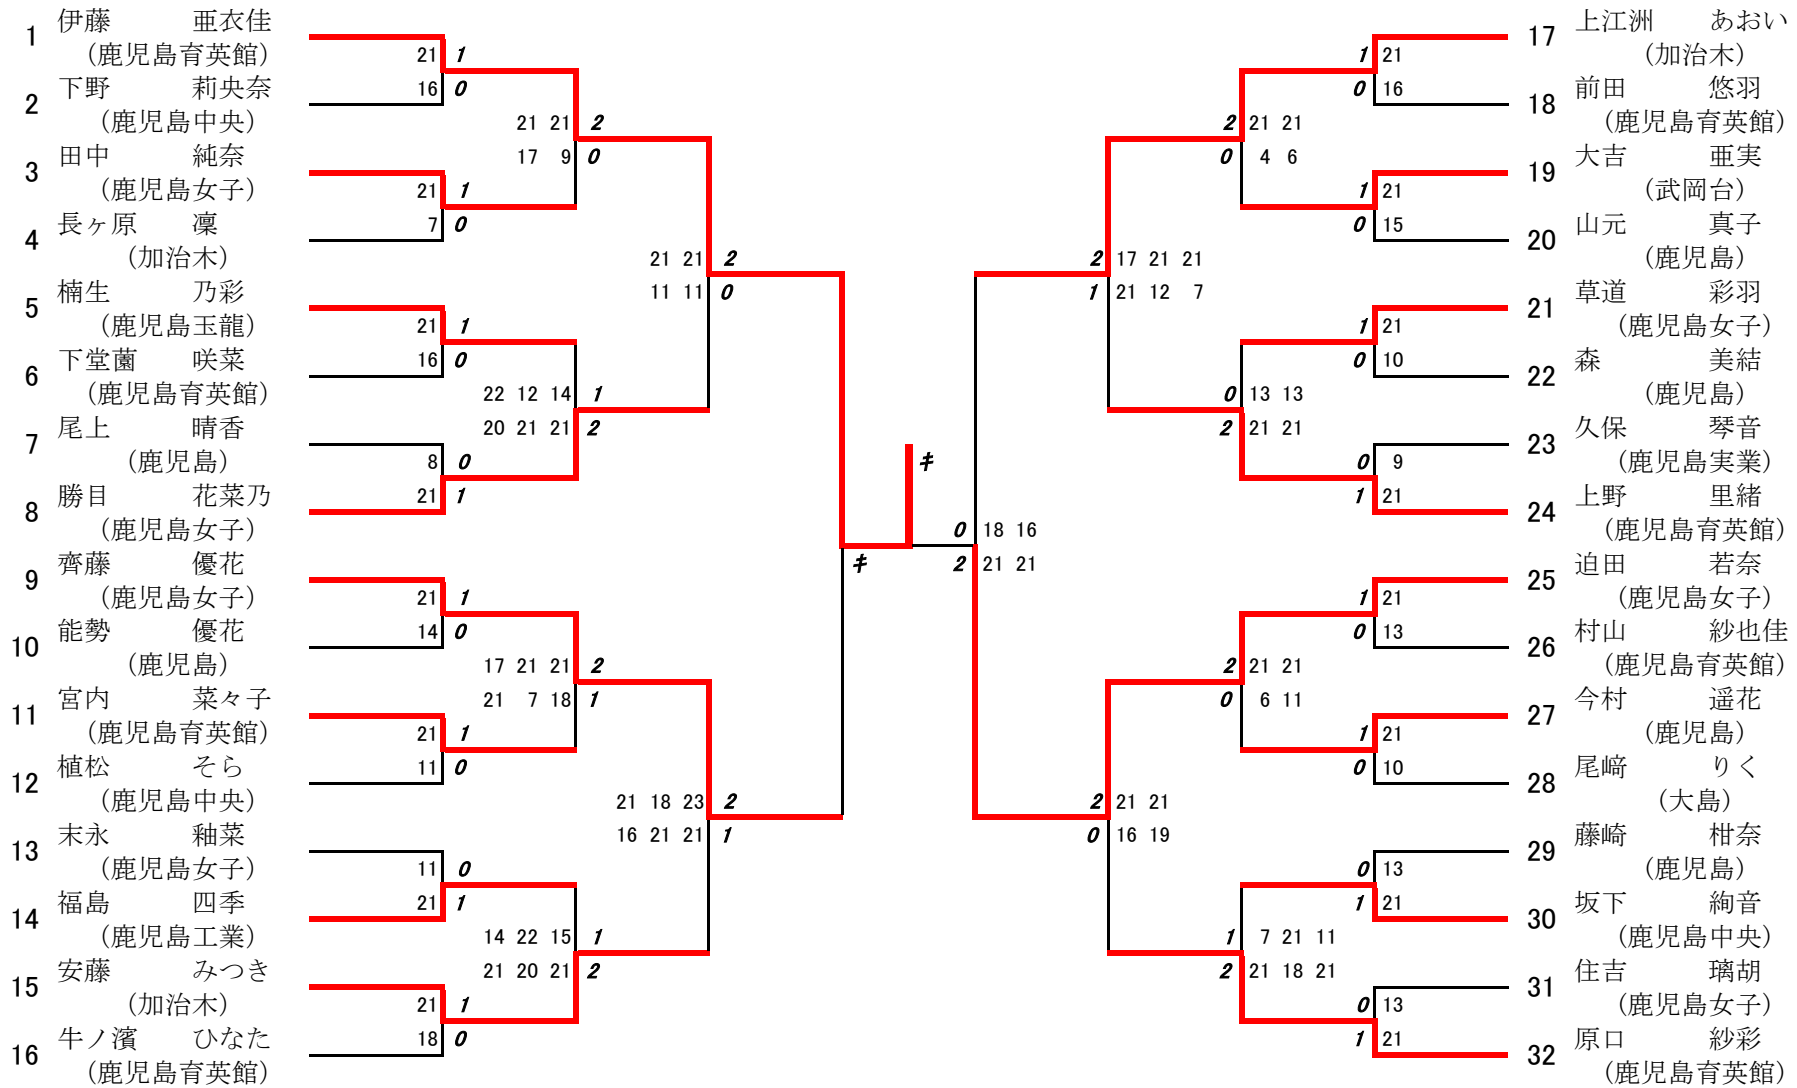 1 伊藤 亜衣佳
(鹿児島育英館)
2 下野 莉央奈
(鹿児島中央)
3 田中 純奈
(鹿児島女子)
4 長ヶ原 凜
(加治木)
5 楠生 乃彩
(鹿児島玉龍)
6 下堂薗 咲菜
(鹿児島育英館)
7 尾上 晴香
(鹿児島)
8 勝目 花菜乃
(鹿児島女子)
9 齊藤 優花
(鹿児島女子)
10 能勢 優花
(鹿児島)
11 宮内 菜々子
(鹿児島育英館)
12 植松 そら
(鹿児島中央)
13 末永 釉菜
(鹿児島女子)
14 福島 四季
(鹿児島工業)
15 安藤 みつき
(加治木)
16 牛ノ濱 ひなた
(鹿児島育英館)
21 1
16 0
21 1
7 0
21 1
16 0
8 0
21 1
21 1
14 0
21 1
11 0
11 0
21 1
21 1
18 0
21 21 2
17 9 0
22 12 14 1
20 21 21 2
17 21 21 2
21 7 18 1
14 22 15 1
21 20 21 2
21 21 2
11 11 0
21 18 23 2
16 21 21 1
キ
キ
0 18 16
2 21 21
2 17 21 21
1 21 12 7
2 21 21
0 16 19
2 21 21
0 4 6
0 13 13
2 21 21
2 21 21
0 6 11
1 7 21 11
2 21 18 21
1 21
0 16
1 21
0 15
1 21
0 10
0 9
1 21
1 21
0 13
1 21
0 10
0 13
1 21
0 13
1 21
17 上江洲 あおい
(加治木)
18 前田 悠羽
(鹿児島育英館)
19 大吉 亜実
(武岡台)
20 山元 真子
(鹿児島)
21 草道 彩羽
(鹿児島女子)
22 森 美結
(鹿児島)
23 久保 琴音
(鹿児島実業)
24 上野 里緒
(鹿児島育英館)
25 迫田 若奈
(鹿児島女子)
26 村山 紗也佳
(鹿児島育英館)
27 今村 遥花
(鹿児島)
28 尾﨑 りく
(大島)
29 藤崎 柑奈
(鹿児島)
30 坂下 絢音
(鹿児島中央)
31 住吉 璃胡
(鹿児島女子)
32 原口 紗彩
(鹿児島育英館)